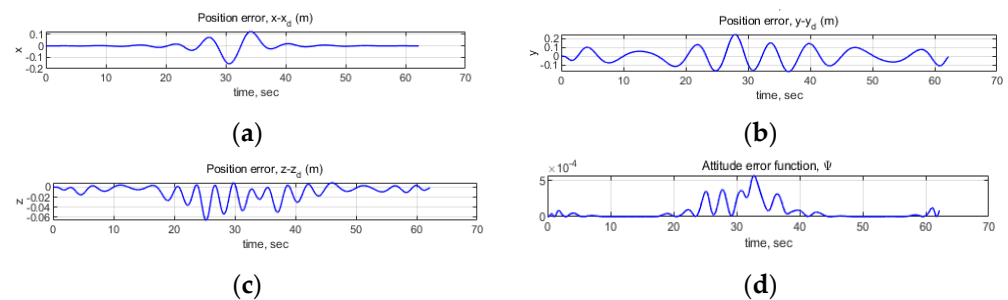 Position error, x-x_d (m)
0.1
0
-0.1
-0.2
x
0 10 20 30 40 50 60 70
time, sec
(a)
Position error, y-y_d (m)
0.2
0.1
0
-0.1
y
0 10 20 30 40 50 60 70
time, sec
(b)
Position error, z-z_d (m)
0
-0.02
-0.04
-0.06
z
0 10 20 30 40 50 60 70
time, sec
(c)
Attitude error function, Ψ
×10^-4
5
0
0 10 20 30 40 50 60 70
time, sec
(d)